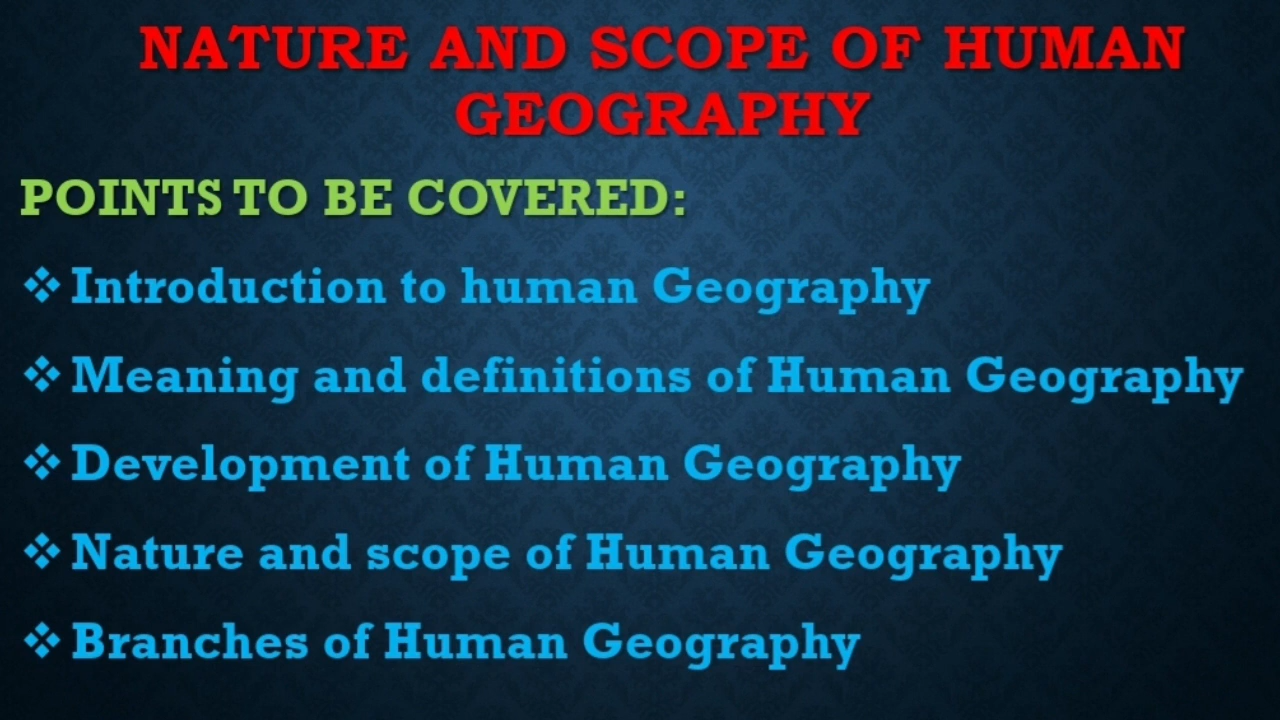 NATURE AND SCOPE OF HUMAN
GEOGRAPHY
POINTS TO BE COVERED:
❖ Introduction to human Geography
❖ Meaning and definitions of Human Geography
❖ Development of Human Geography
❖ Nature and scope of Human Geography
❖ Branches of Human Geography